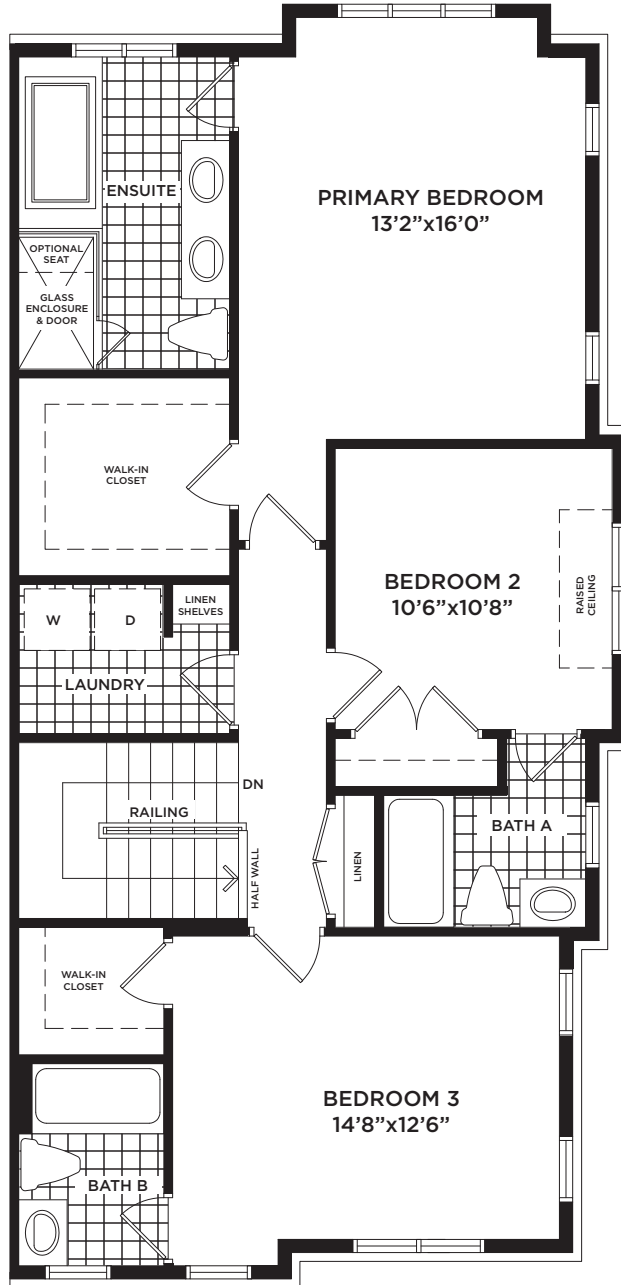 ENSUITE
PRIMARY BEDROOM
13’2”x16’0”
OPTIONAL
SEAT
GLASS
ENCLOSURE
& DOOR
WALK-IN
CLOSET
BEDROOM 2
10’6”x10’8”
RAISED
CEILING
W
D
LINEN
SHELVES
LAUNDRY
DN
RAILING
HALF WALL
LINEN
BATH A
WALK-IN
CLOSET
BEDROOM 3
14’8”x12’6”
BATH B